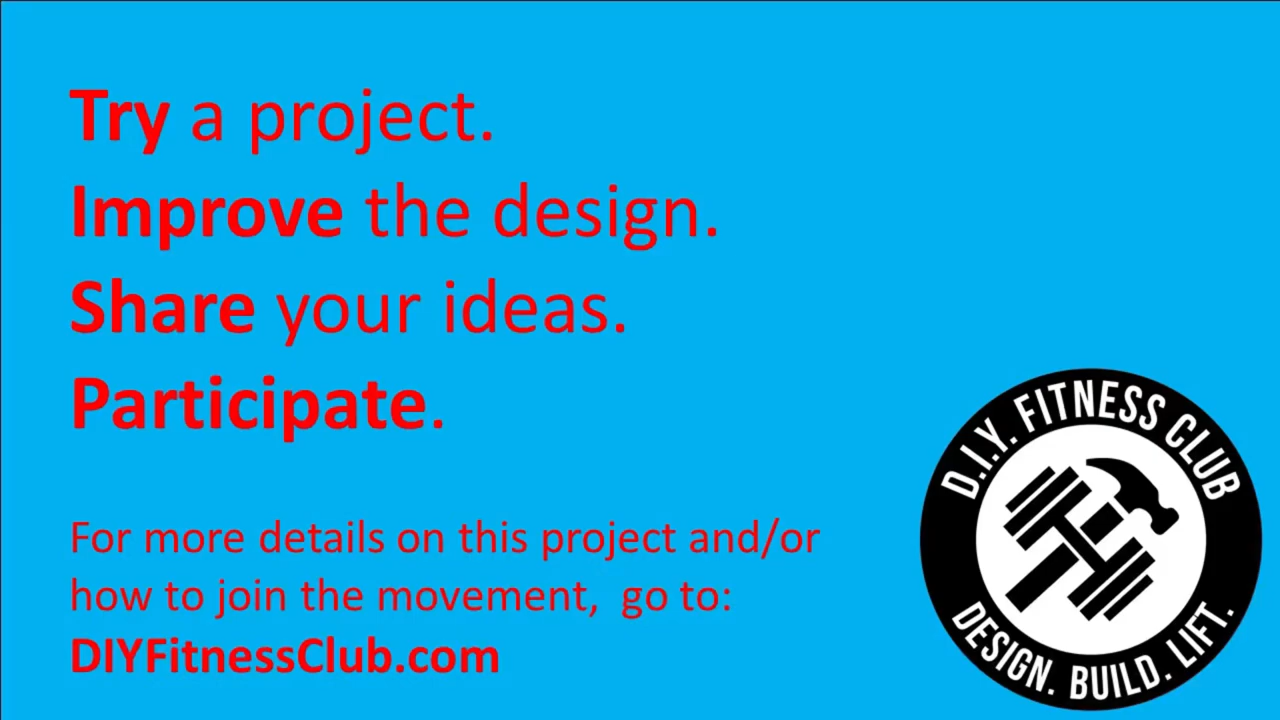 Try a project.
Improve the design.
Share your ideas.
Participate.
For more details on this project and/or
how to join the movement,  go to:
DIYFitnessClub.com
D.I.Y. FITNESS CLUB
DESIGN. BUILD. LIFT.